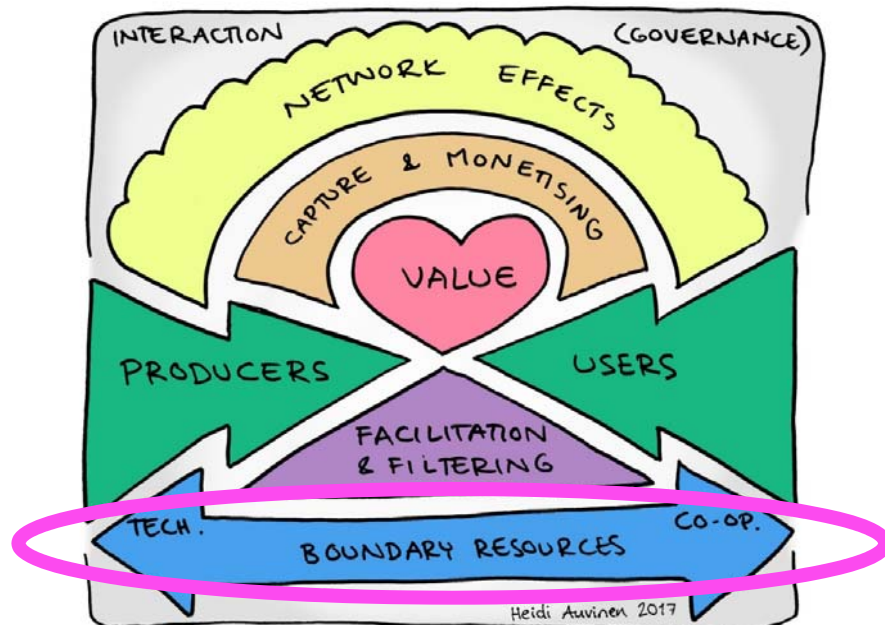 INTERACTION
(GOVERNANCE)
NETWORK EFFECTS
CAPTURE & MONETISING
VALUE
PRODUCERS
USERS
FACILITATION
& FILTERING
TECH.
CO-OP.
BOUNDARY RESOURCES
Heidi Auvinen 2017